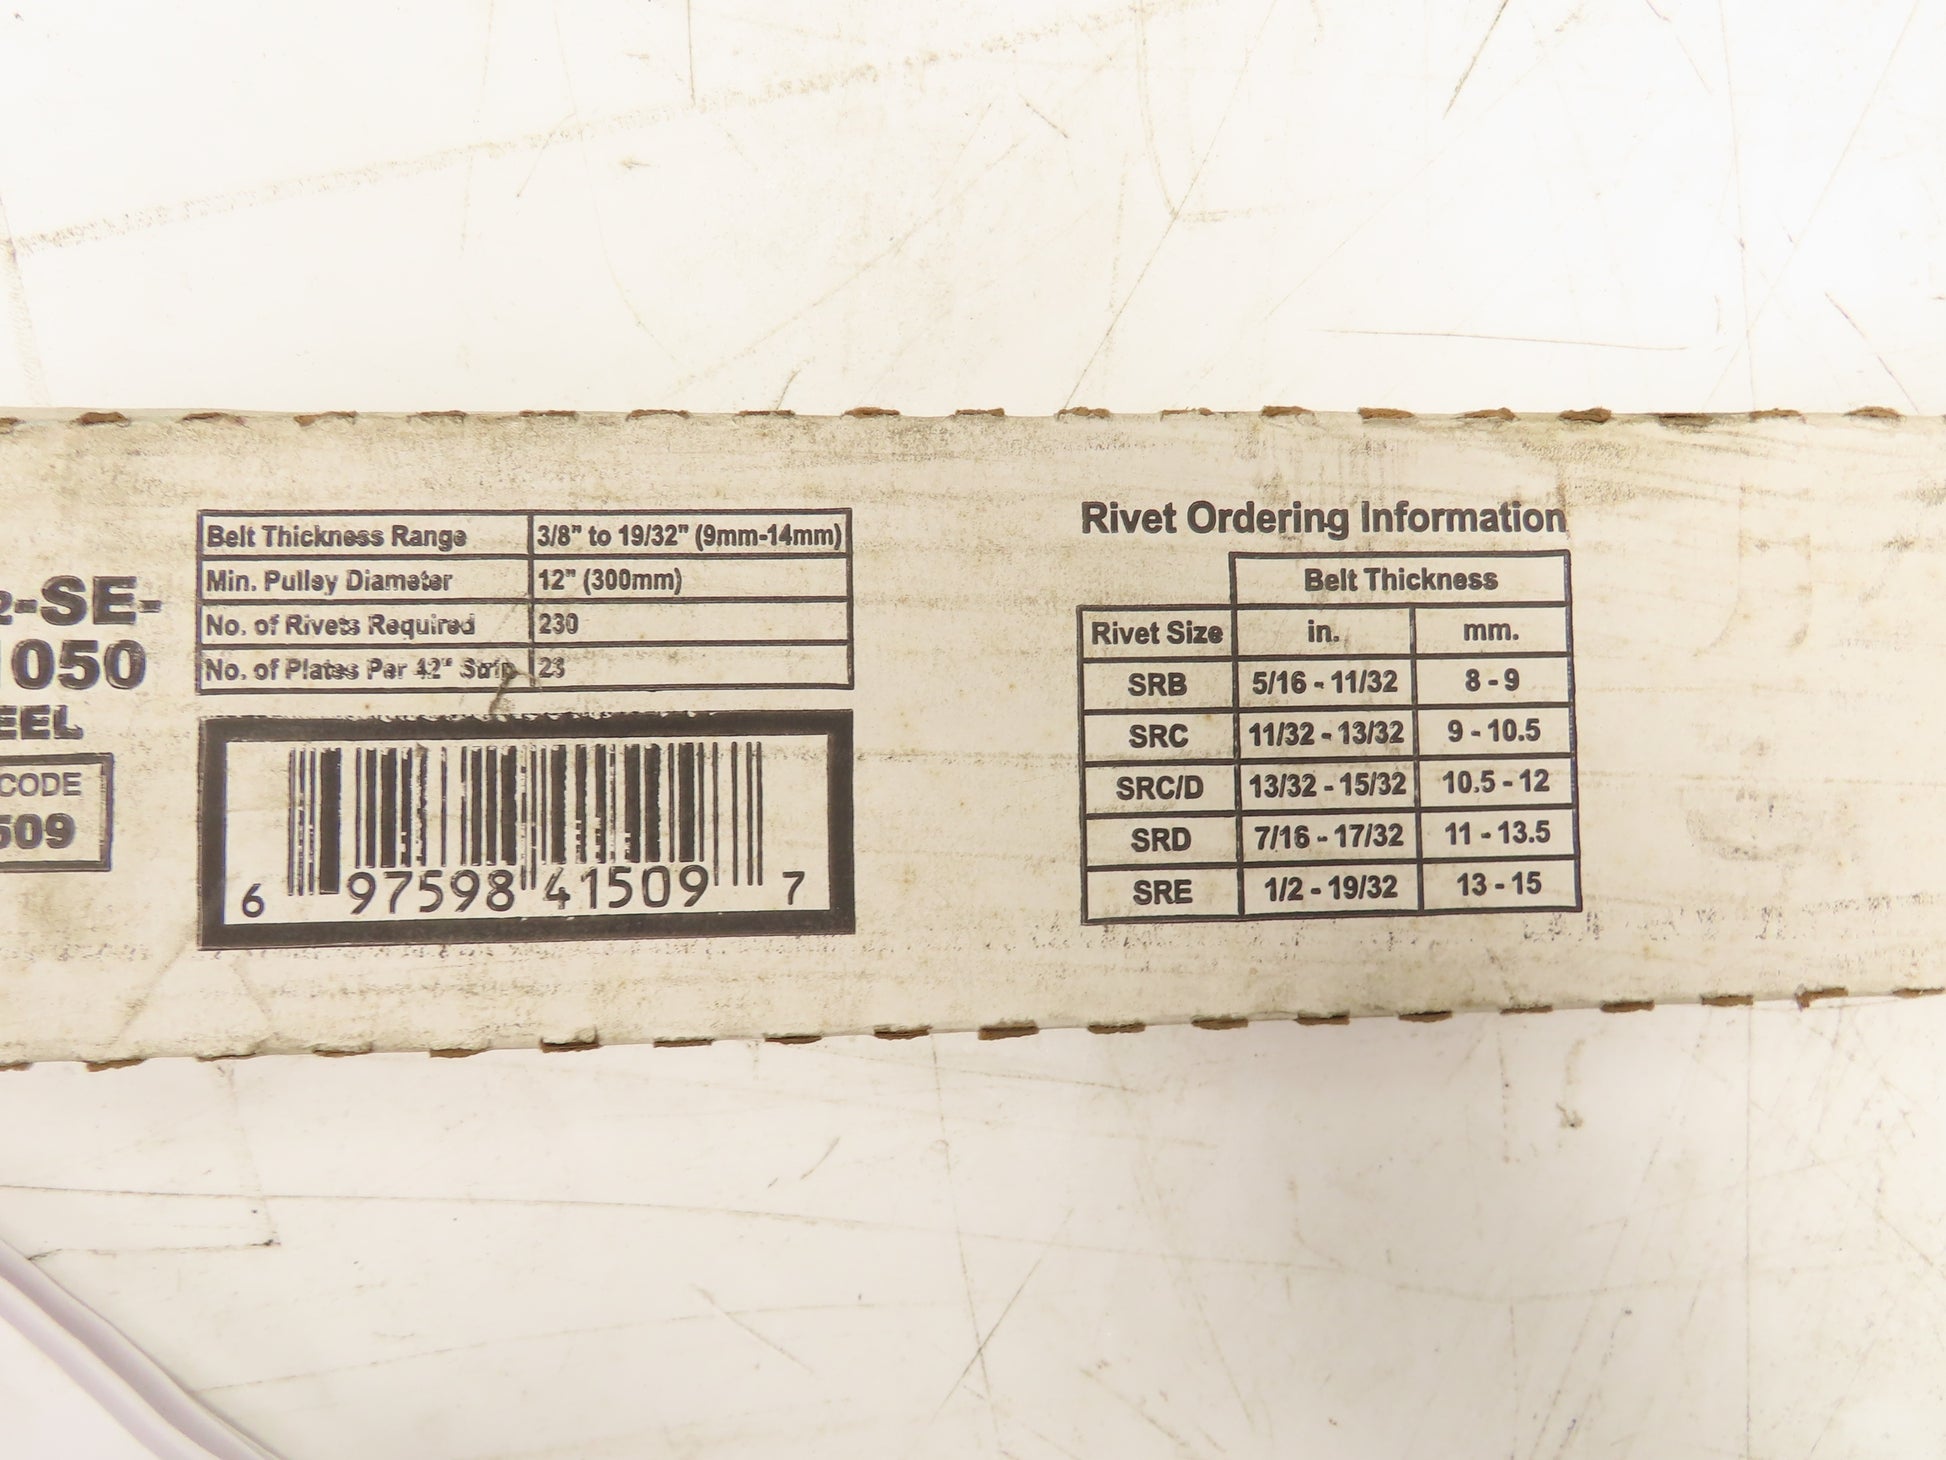 -SE-
1050
EEL
CODE
509
Belt Thickness Range 3/8" to 19/32" (9mm-14mm)
Min. Pulley Diameter 12" (300mm)
No. of Rivets Required 230
No. of Plates Per 42" Strip 23
6 97598 41509 7
Rivet Ordering Information
Belt Thickness
Rivet Size in. mm.
SRB 5/16 - 11/32 8 - 9
SRC 11/32 - 13/32 9 - 10.5
SRC/D 13/32 - 15/32 10.5 - 12
SRD 7/16 - 17/32 11 - 13.5
SRE 1/2 - 19/32 13 - 15